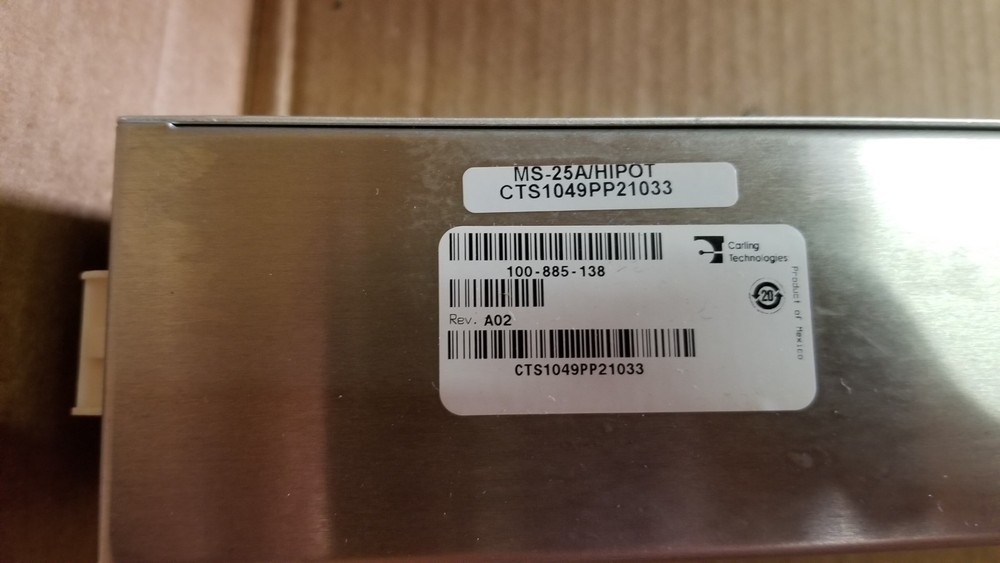 MS-25A/HIPOT
CTS1049PP21033
Carling
Technologies
100-885-138
20
Rev. A02
Product of Mexico
CTS1049PP21033